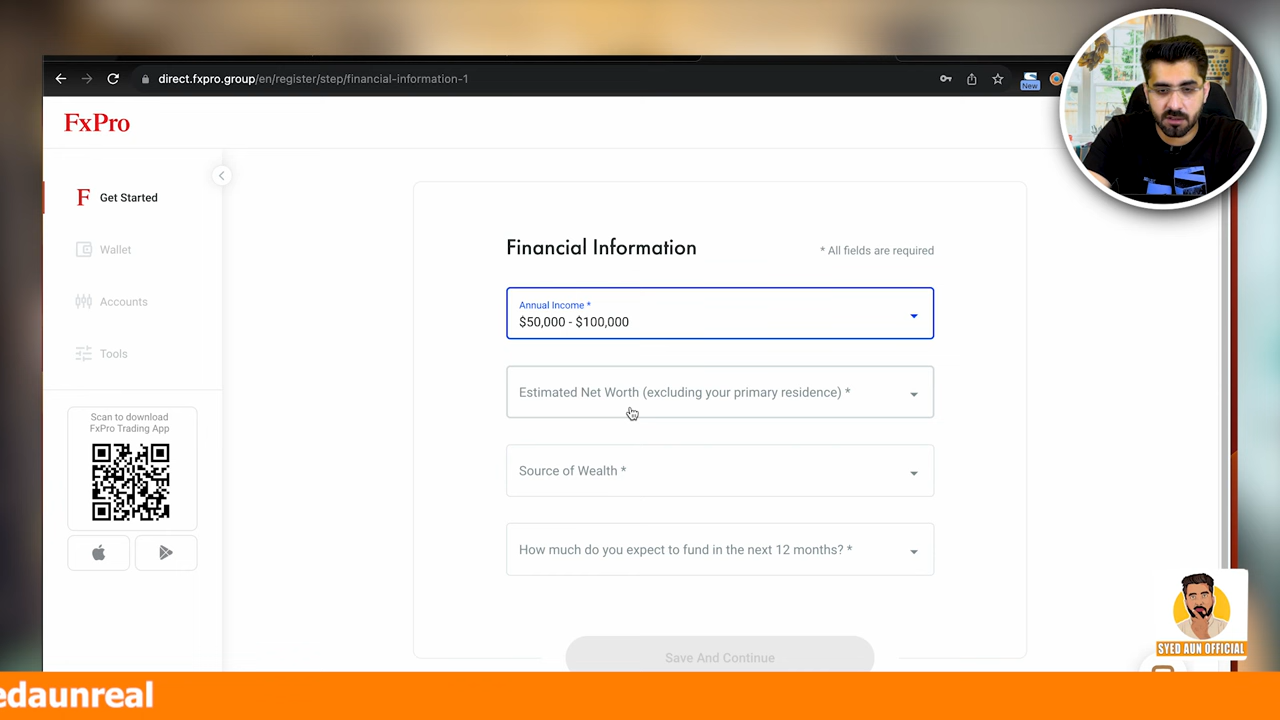 direct.fxpro.group/en/register/step/financial-information-1
New
FxPro
F Get Started
Wallet
Accounts
Tools
Scan to download
FxPro Trading App
Financial Information
* All fields are required
Annual Income *
$50,000 - $100,000
Estimated Net Worth (excluding your primary residence) *
Source of Wealth *
How much do you expect to fund in the next 12 months? *
Save And Continue
SYED AUN OFFICIAL
edaunreal